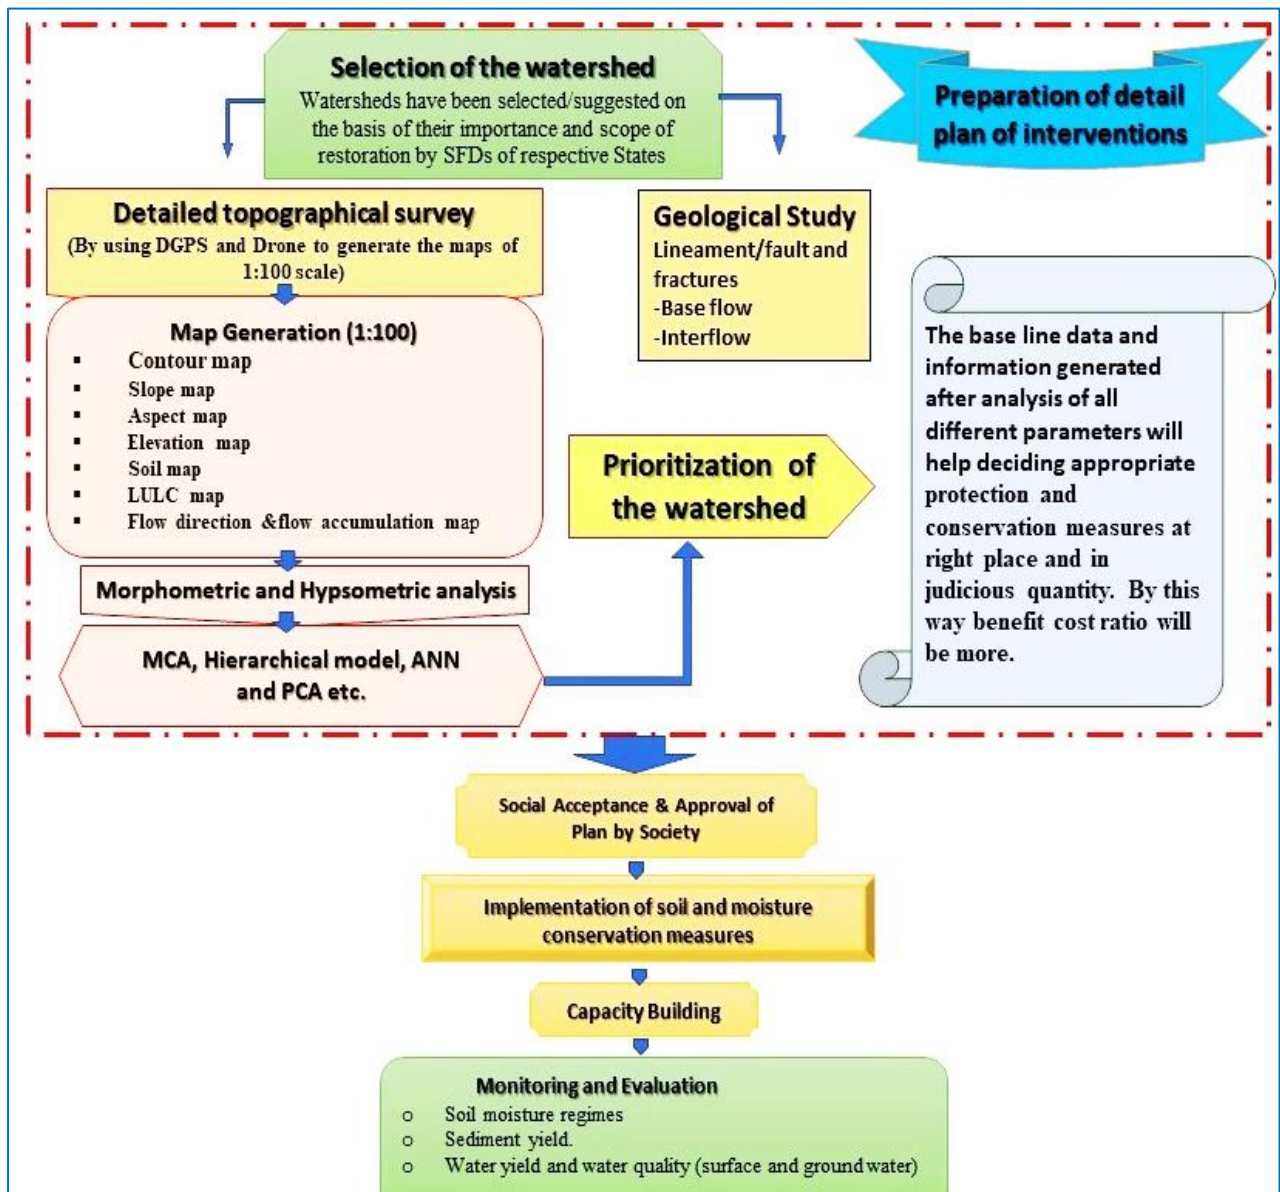 Selection of the watershed
Watersheds have been selected/suggested on
the basis of their importance and scope of
restoration by SFDs of respective States
Preparation of detail
plan of interventions
Detailed topographical survey
(By using DGPS and Drone to generate the maps of
1:100 scale)
Geological Study
Lineament/fault and
fractures
-Base flow
-Interflow
Map Generation (1:100)
▪ Contour map
▪ Slope map
▪ Aspect map
▪ Elevation map
▪ Soil map
▪ LULC map
▪ Flow direction &flow accumulation map
Morphometric and Hypsometric analysis
MCA, Hierarchical model, ANN
and PCA etc.
Prioritization of
the watershed
The base line data and
information generated
after analysis of all
different parameters will
help deciding appropriate
protection and
conservation measures at
right place and in
judicious quantity. By this
way benefit cost ratio will
be more.
Social Acceptance & Approval of
Plan by Society
Implementation of soil and moisture
conservation measures
Capacity Building
Monitoring and Evaluation
o Soil moisture regimes
o Sediment yield.
o Water yield and water quality (surface and ground water)